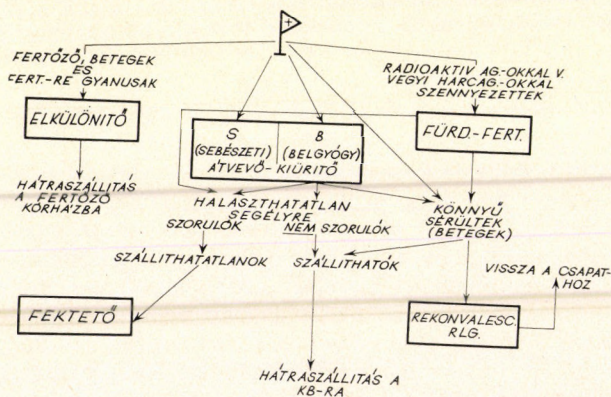 FERTŐZŐ, BETEGEK
ÉS
FERT.-RE GYANUSAK
RADIOAKTIV AG.-OKKAL V.
VEGYI HARCAG.-OKKAL
SZENNYEZETTEK
ELKÜLÖNITŐ
S
(SEBÉSZETI)
B
(BELGYÓGY)
ÁTVEVŐ-KIÜRITŐ
FÜRD.-FERT.
HÁTRASZÁLLITÁS
A FERTŐZŐ
KÓRHÁZBA
HALASZTHATATLAN
SEGÉLYRE
SZORULÓK
NEM SZORULÓK
KÖNNYŰ
SÉRÜLTEK
(BETEGEK)
SZÁLLITHATATLANOK
SZÁLLITHATÓK
VISSZA A CSAPAT-
HOZ
FEKTETŐ
REKONVALESC.
RLG.
HÁTRASZÁLLITÁS A
KB-RA